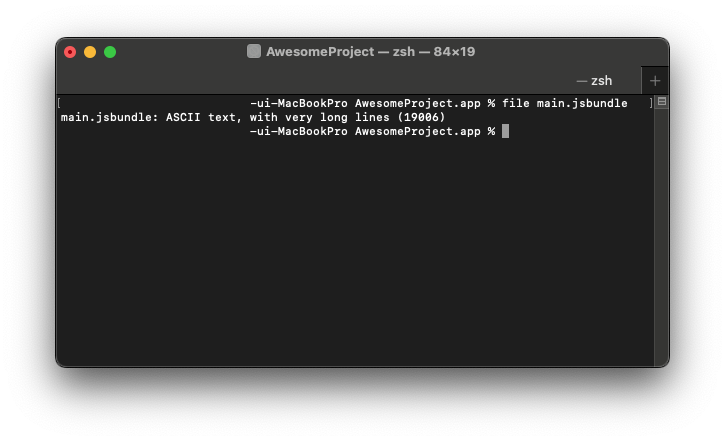 AwesomeProject — zsh — 84×19
— zsh
[ -ui-MacBookPro AwesomeProject.app % file main.jsbundle ]
main.jsbundle: ASCII text, with very long lines (19006)
-ui-MacBookPro AwesomeProject.app %